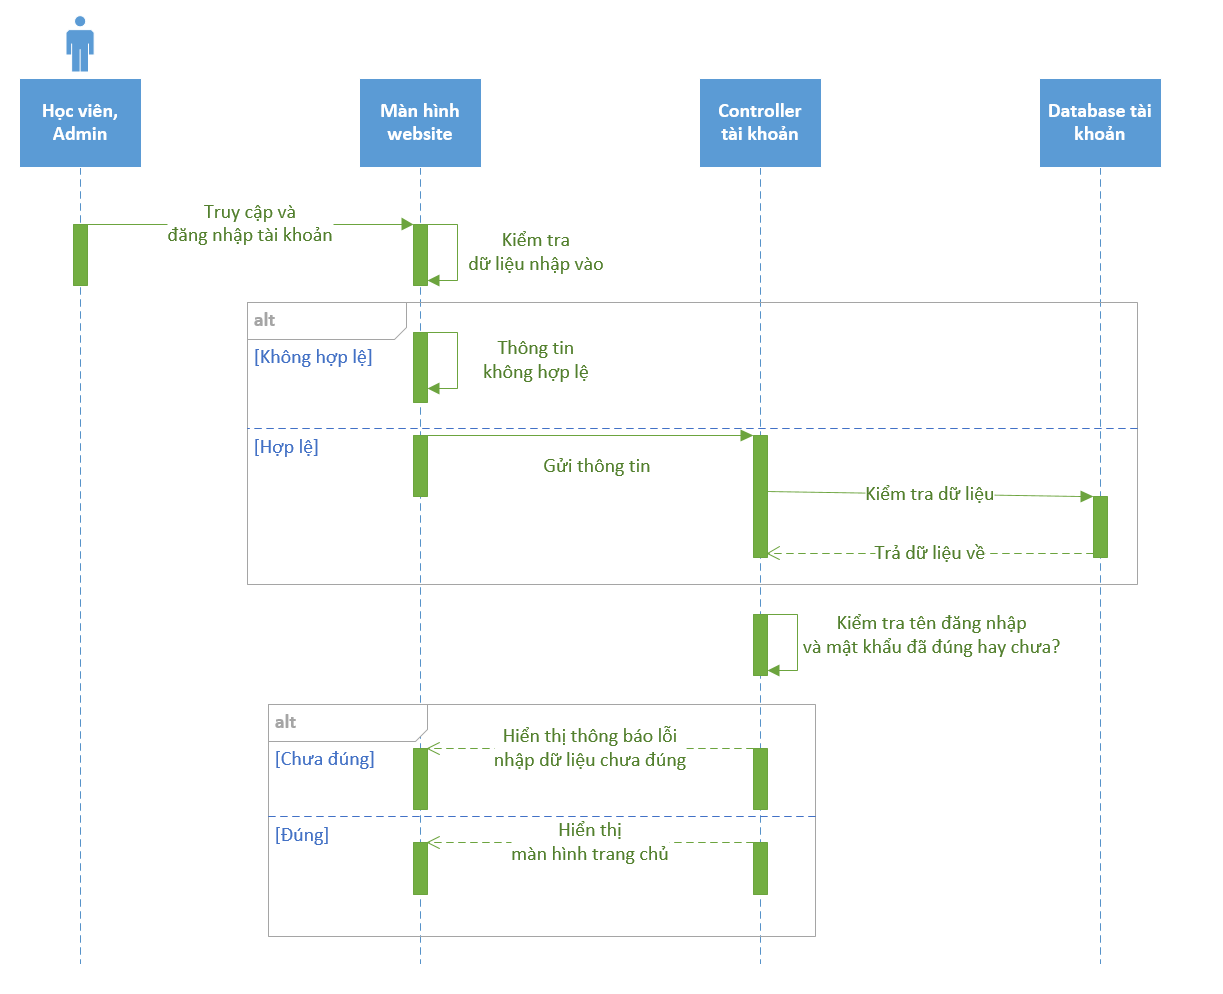 Học viên,
Admin
Màn hình
website
Controller
tài khoản
Database tài
khoản
Truy cập và
đăng nhập tài khoản
Kiểm tra
dữ liệu nhập vào
alt
[Không hợp lệ]
Thông tin
không hợp lệ
[Hợp lệ]
Gửi thông tin
Kiểm tra dữ liệu
Trả dữ liệu về
Kiểm tra tên đăng nhập
và mật khẩu đã đúng hay chưa?
alt
[Chưa đúng]
Hiển thị thông báo lỗi
nhập dữ liệu chưa đúng
[Đúng]
Hiển thị
màn hình trang chủ